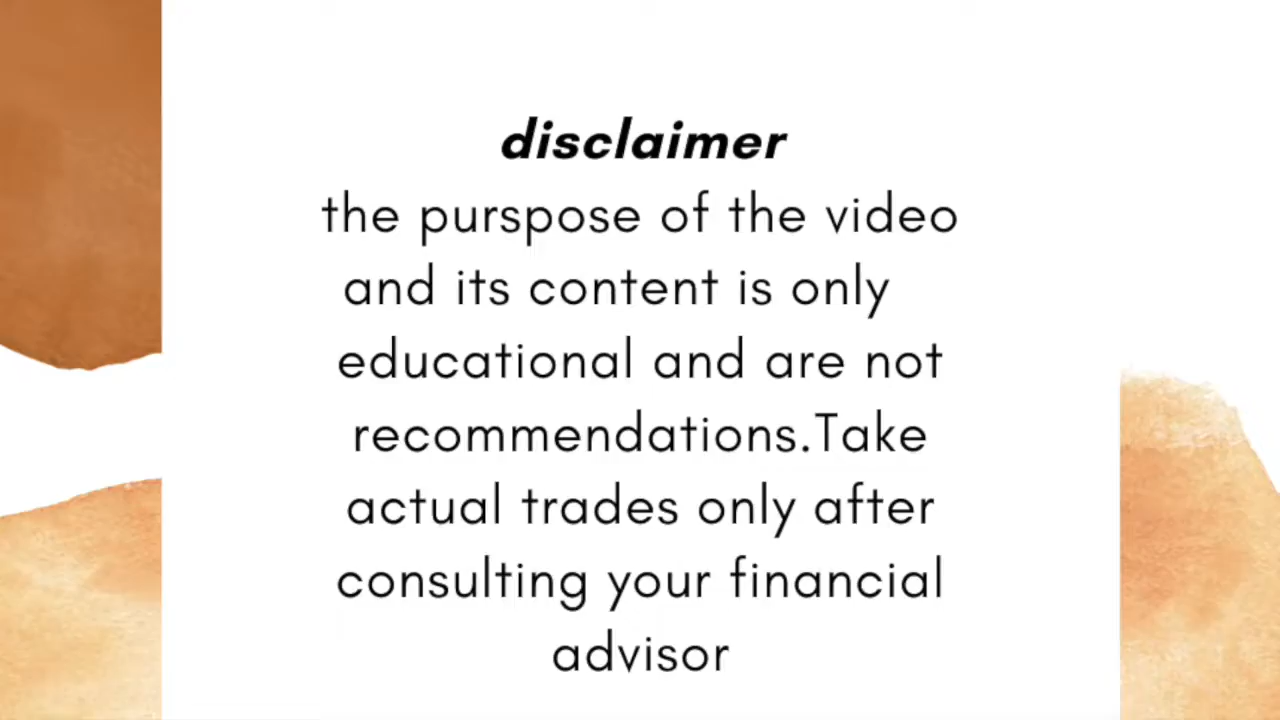 disclaimer
the purspose of the video
and its content is only
educational and are not
recommendations.Take
actual trades only after
consulting your financial
advisor